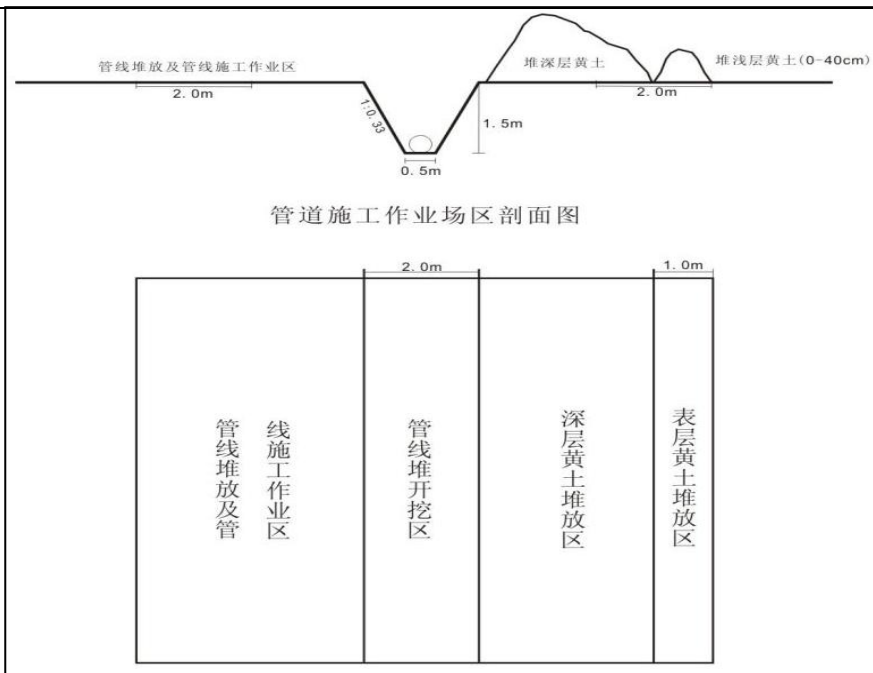 管线堆放及管线施工作业区
堆深层黄土
堆浅层黄土(0-40cm)
2.0m
2.0m
1:0.33
1.5m
0.5m
管道施工作业场区剖面图
2.0m
1.0m
管线堆放及管
线施工作业区
管线堆开挖区
深层黄土堆放区
表层黄土堆放区